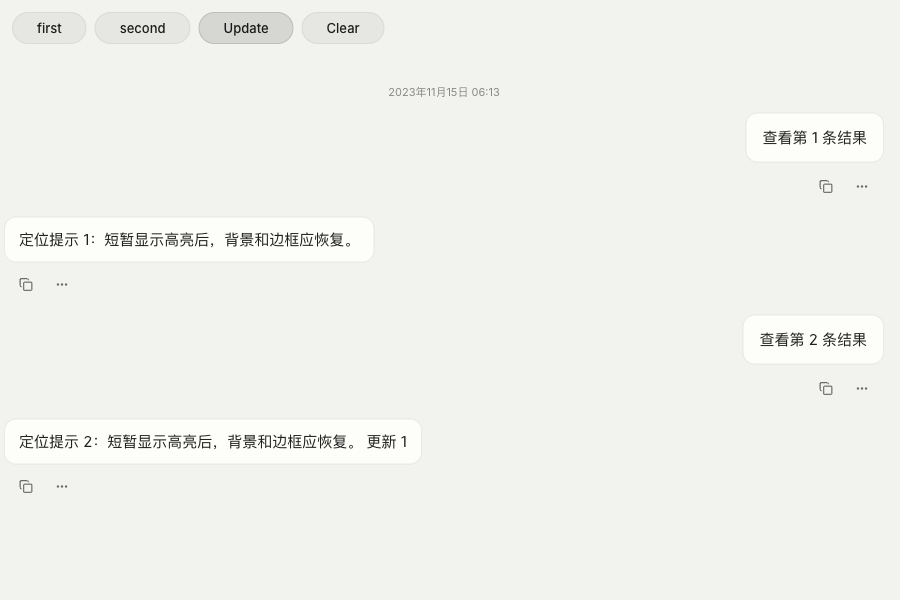 first second Update Clear
2023年11月15日 06:13
查看第 1 条结果
定位提示 1：短暂显示高亮后，背景和边框应恢复。
查看第 2 条结果
定位提示 2：短暂显示高亮后，背景和边框应恢复。 更新 1